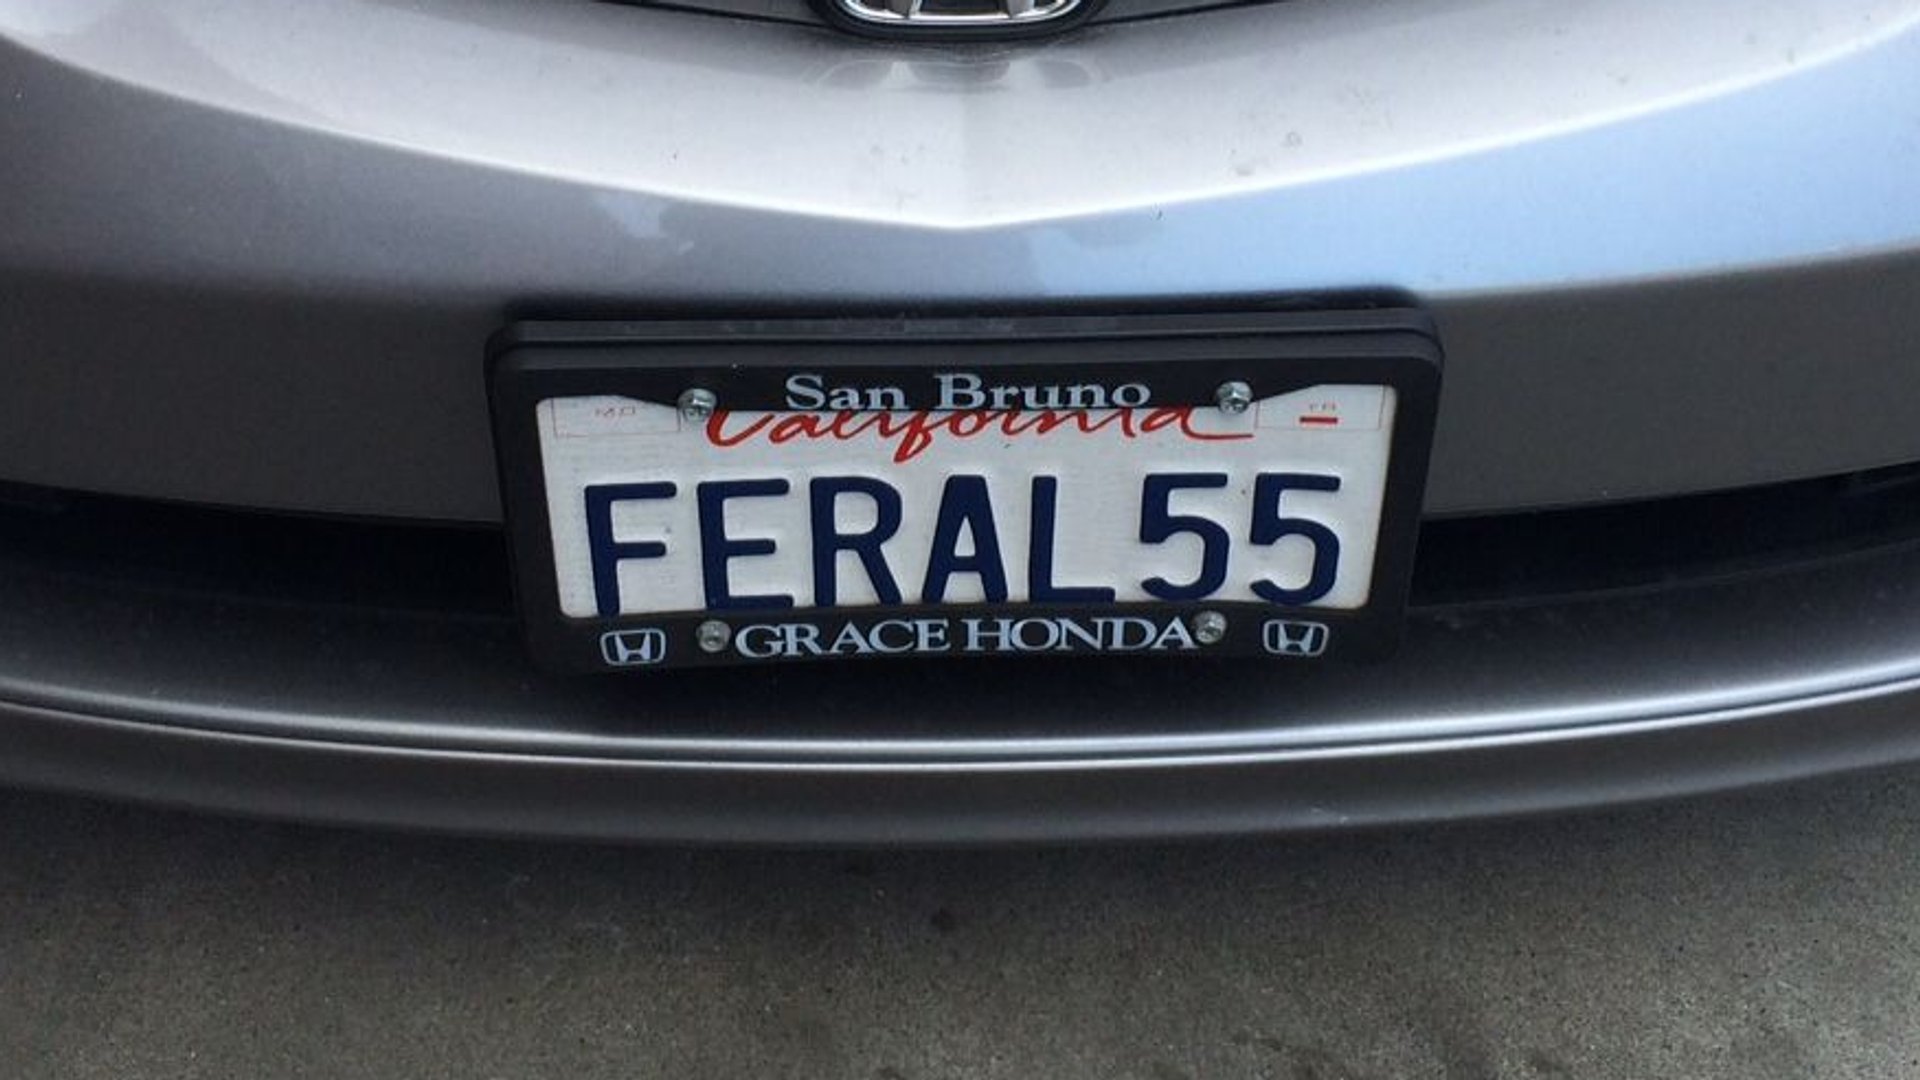 San Bruno
California
FERAL55
GRACE HONDA